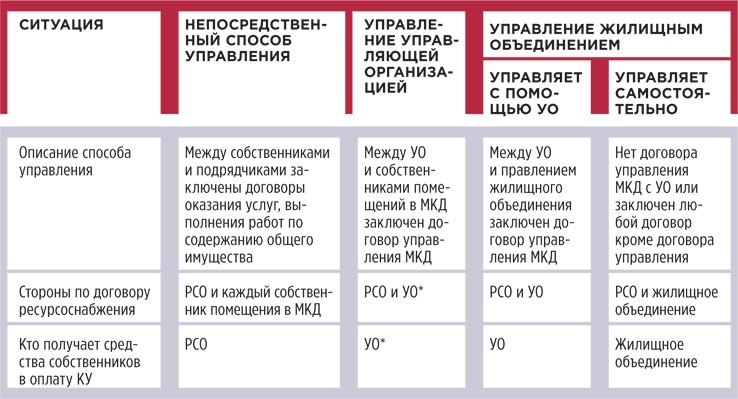 СИТУАЦИЯ
НЕПОСРЕДСТВЕН-
НЫЙ СПОСОБ
УПРАВЛЕНИЯ
УПРАВЛЕ-
НИЕ УПРАВ-
ЛЯЮЩЕЙ
ОРГАНИЗА-
ЦИЕЙ
УПРАВЛЕНИЕ ЖИЛИЩНЫМ
ОБЪЕДИНЕНИЕМ
УПРАВЛЯЕТ
С ПОМО-
ЩЬЮ УО
УПРАВЛЯЕТ
САМОСТОЯ-
ТЕЛЬНО
Описание способа
управления
Между собственниками
и подрядчиками за-
ключены договоры
оказания услуг, вы-
полнения работ по
содержанию общего
имущества
Между УО
и собствен-
никами поме-
щений в МКД
заключен до-
говор управ-
ления МКД
Между УО
и правлением
жилищного
объединения
заключен до-
говор управ-
ления МКД
Нет договора
управления
МКД с УО или
заключен лю-
бой договор
кроме договора
управления
Стороны по договору
ресурсоснабжения
РСО и каждый собствен-
ник помещения в МКД
РСО и УО*
РСО и УО
РСО и жилищное
объединение
Кто получает сред-
ства собственников
в оплату КУ
РСО
УО*
УО
Жилищное
объединение